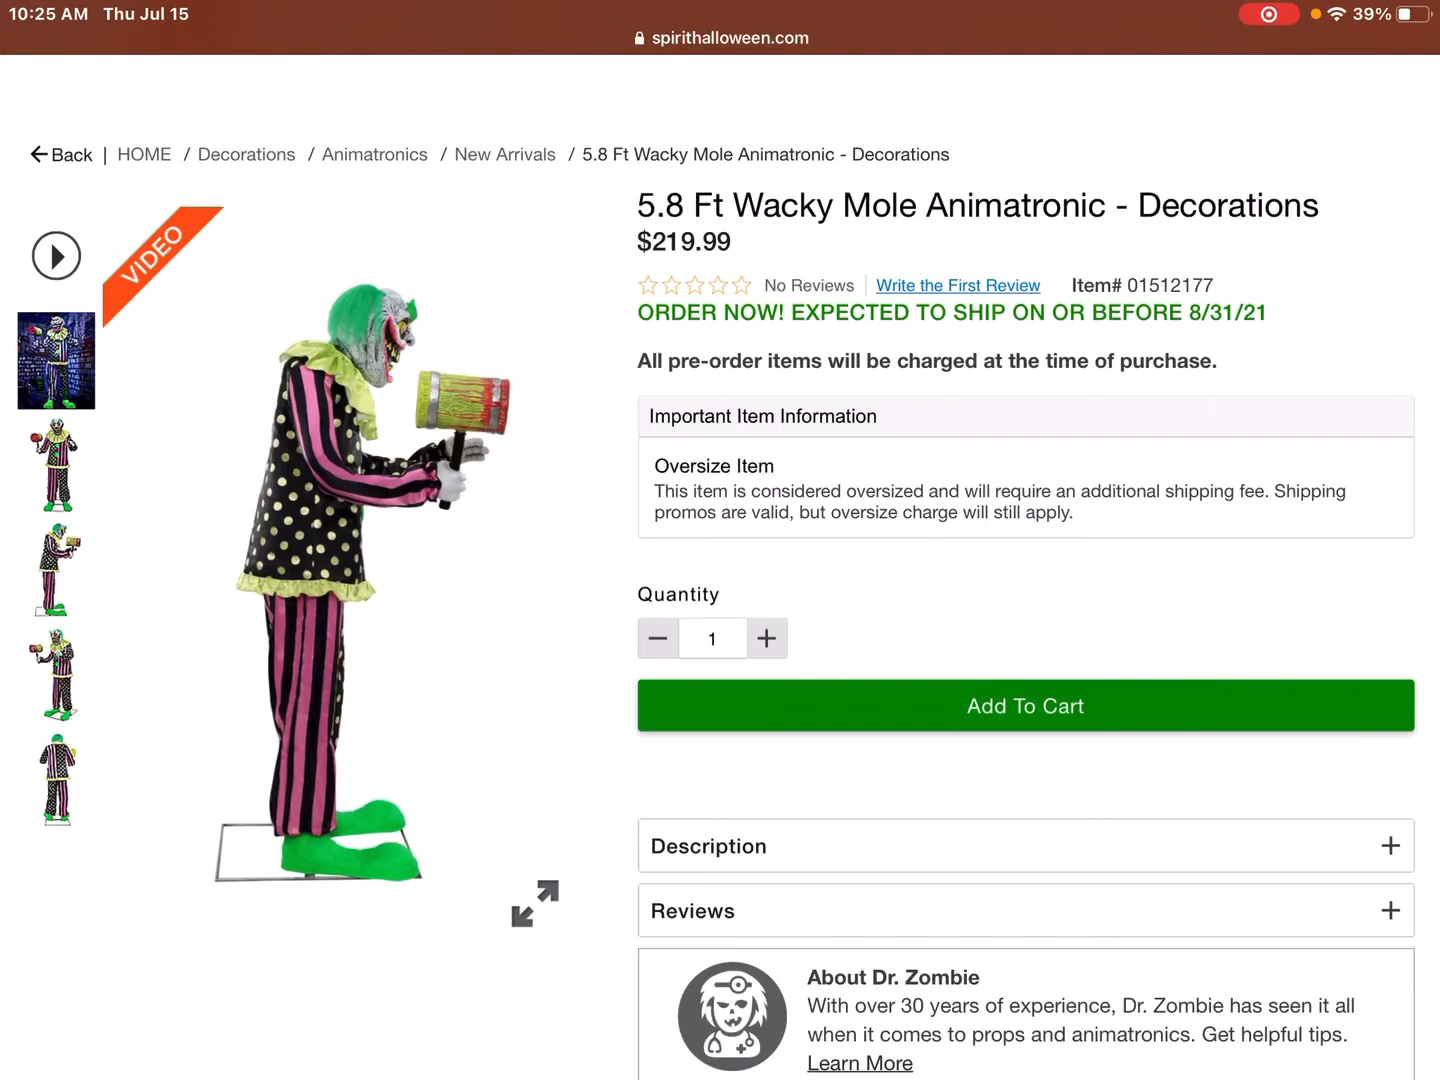 10:25 AM Thu Jul 15
39%
spirithalloween.com
Back | HOME / Decorations / Animatronics / New Arrivals / 5.8 Ft Wacky Mole Animatronic - Decorations
VIDEO
5.8 Ft Wacky Mole Animatronic - Decorations
$219.99
No Reviews Write the First Review Item# 01512177
ORDER NOW! EXPECTED TO SHIP ON OR BEFORE 8/31/21
All pre-order items will be charged at the time of purchase.
Important Item Information
Oversize Item
This item is considered oversized and will require an additional shipping fee. Shipping
promos are valid, but oversize charge will still apply.
Quantity
1
Add To Cart
Description
Reviews
About Dr. Zombie
With over 30 years of experience, Dr. Zombie has seen it all
when it comes to props and animatronics. Get helpful tips.
Learn More